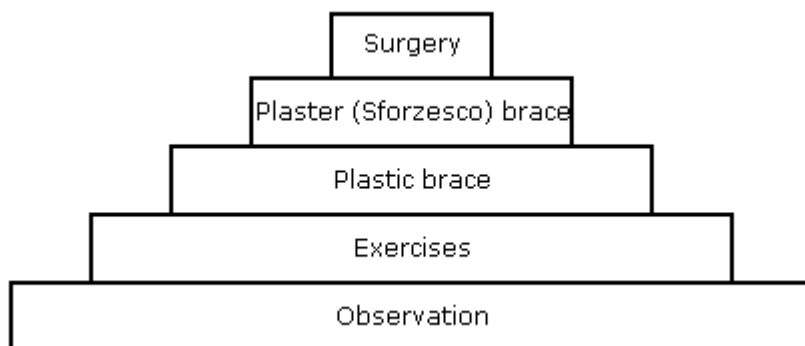 Surgery
Plaster (Sforzesco) brace
Plastic brace
Exercises
Observation